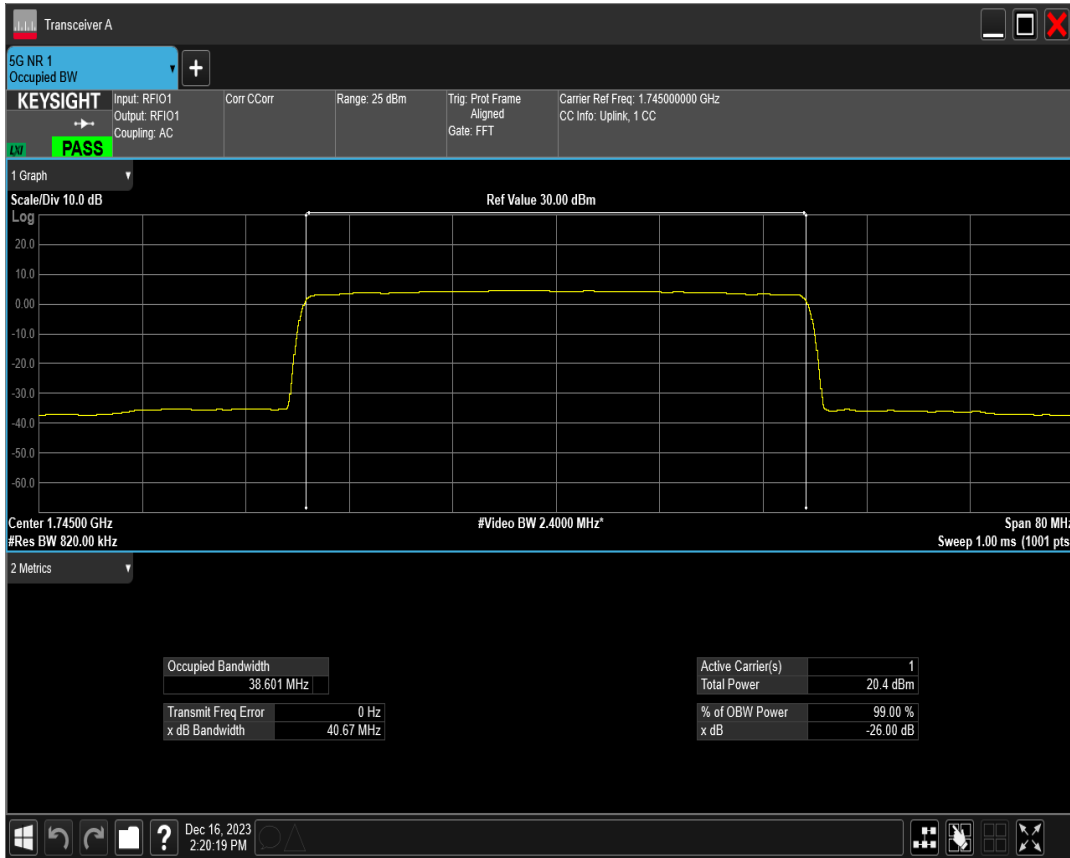 Transceiver A
5G NR 1
Occupied BW
KEYSIGHT
LXI
PASS
Input: RFIO1
Output: RFIO1
Coupling: AC
Corr CCorr
Range: 25 dBm
Trig: Prot Frame
Aligned
Gate: FFT
Carrier Ref Freq: 1.745000000 GHz
CC Info: Uplink, 1 CC
1 Graph
Scale/Div 10.0 dB
Ref Value 30.00 dBm
Log
20.0
10.0
0.00
-10.0
-20.0
-30.0
-40.0
-50.0
-60.0
Center 1.74500 GHz
#Video BW 2.4000 MHz*
Span 80 MHz
#Res BW 820.00 kHz
Sweep 1.00 ms (1001 pts
2 Metrics
Occupied Bandwidth
38.601 MHz
Transmit Freq Error 0 Hz
x dB Bandwidth 40.67 MHz
Active Carrier(s) 1
Total Power 20.4 dBm
% of OBW Power 99.00 %
x dB -26.00 dB
Dec 16, 2023
2:20:19 PM